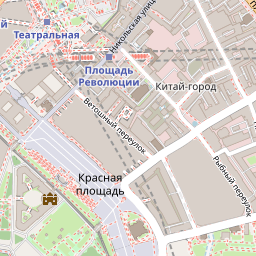 Театральная
Никольская улица
Площадь
Революции
Китай-город
Ветошный переулок
Рыбный переулок
Красная
площадь